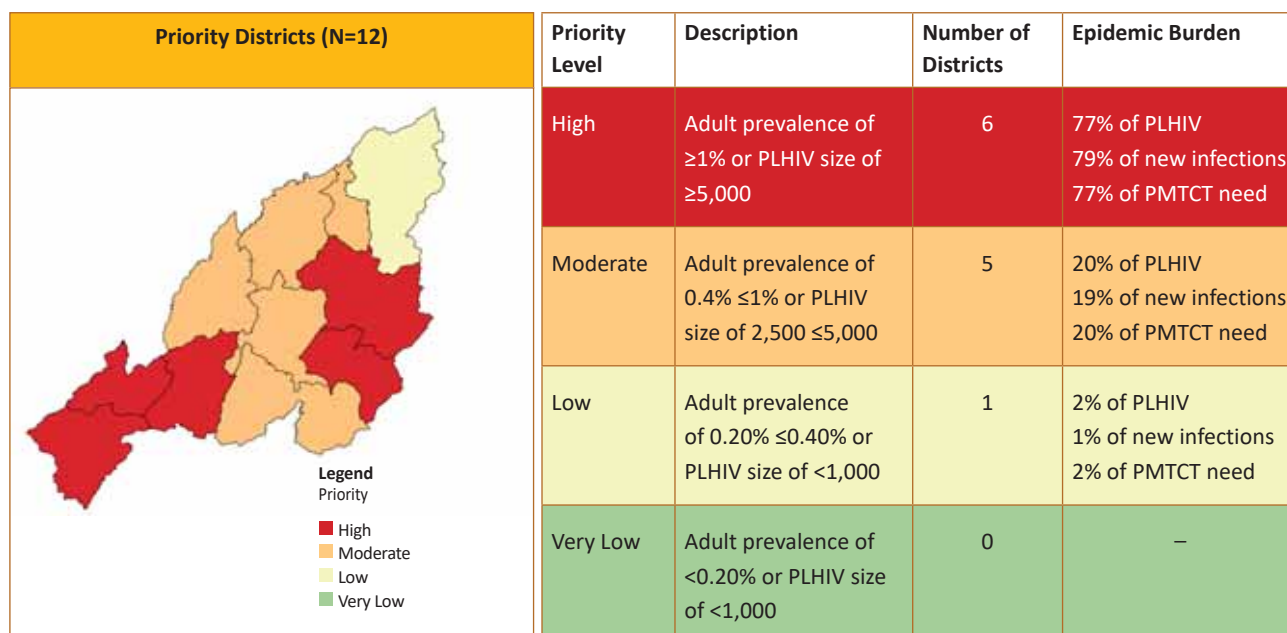 Priority Districts (N=12)
Legend
Priority
High
Moderate
Low
Very Low
Priority
Level
Description
Number of
Districts
Epidemic Burden
High
Adult prevalence of
≥1% or PLHIV size of
≥5,000
6
77% of PLHIV
79% of new infections
77% of PMTCT need
Moderate
Adult prevalence of
0.4% ≤1% or PLHIV
size of 2,500 ≤5,000
5
20% of PLHIV
19% of new infections
20% of PMTCT need
Low
Adult prevalence
of 0.20% ≤0.40% or
PLHIV size of <1,000
1
2% of PLHIV
1% of new infections
2% of PMTCT need
Very Low
Adult prevalence of
<0.20% or PLHIV size
of <1,000
0
–